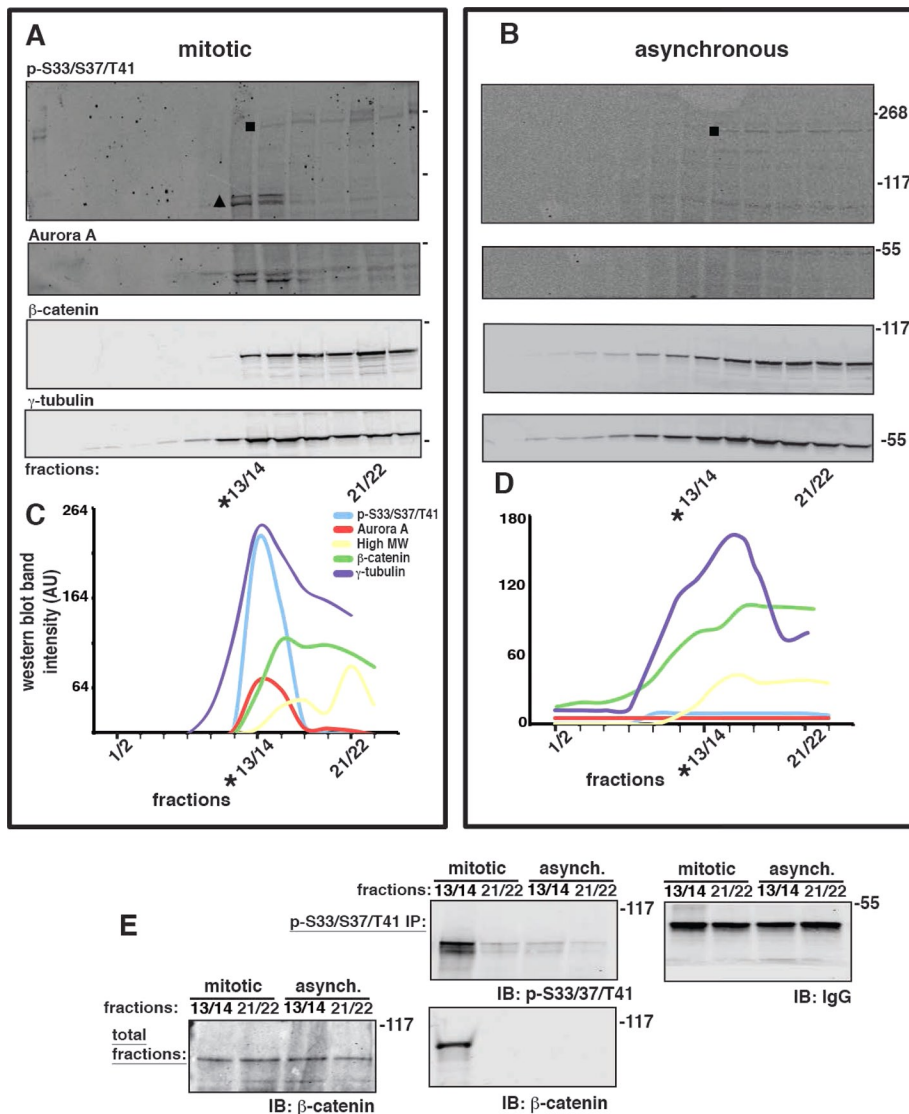 A
mitotic
p-S33/S37/T41
Aurora A
β-catenin
γ-tubulin
fractions:
*13/14
21/22
B
asynchronous
-268
-117
-55
-117
-55
*13/14
21/22
C
264
164
64
western blot band
intensity (AU)
p-S33/S37/T41
Aurora A
High MW
β-catenin
γ-tubulin
1/2
*13/14
21/22
fractions
D
180
120
60
0
1/2
*13/14
21/22
fractions
E
mitotic asynch.
fractions: 13/14 21/22 13/14 21/22
p-S33/S37/T41 IP:
-117
IB: p-S33/37/T41
-117
IB: β-catenin
mitotic asynch.
13/14 21/22 13/14 21/22
-55
IB: IgG
mitotic asynch.
fractions: 13/14 21/22 13/14 21/22
total
fractions:
-117
IB: β-catenin